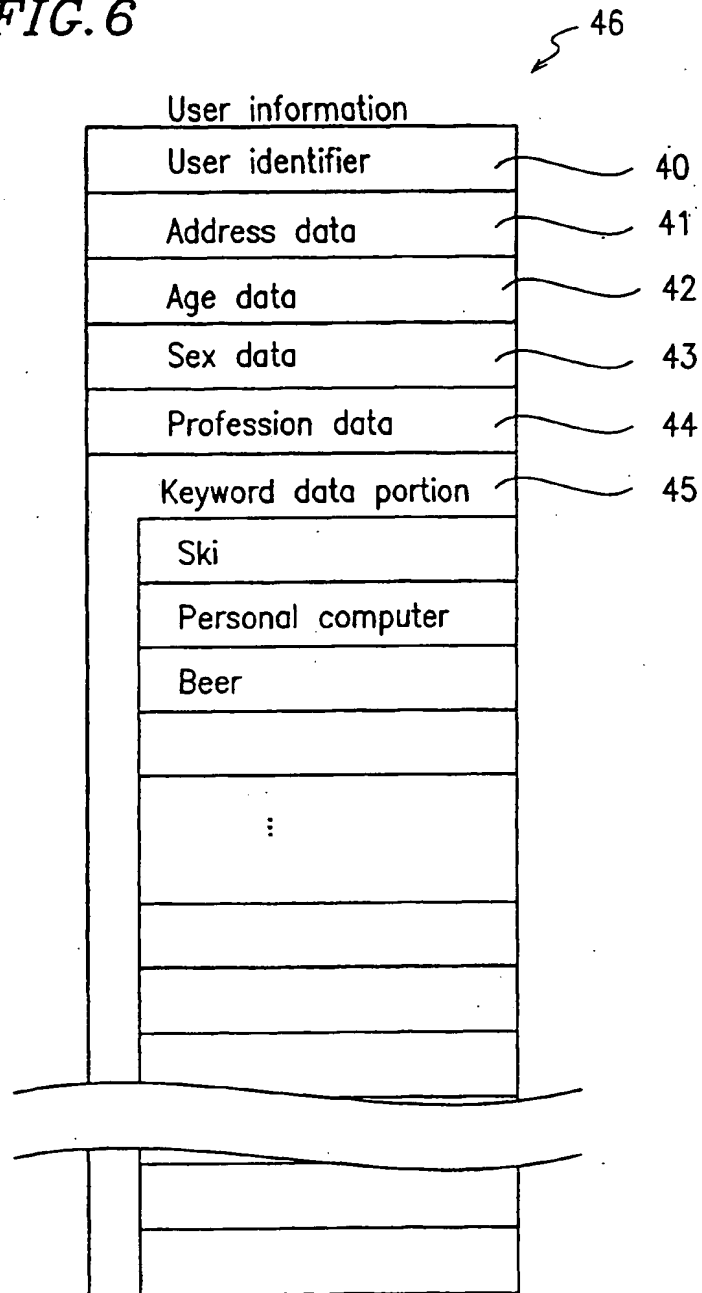 FIG. 6
46
User information
User identifier 40
Address data 41
Age data 42
Sex data 43
Profession data 44
Keyword data portion 45
Ski
Personal computer
Beer
⋮